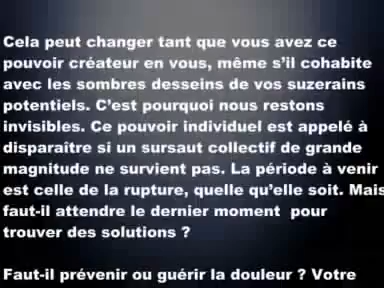 Cela peut changer tant que vous avez ce
pouvoir créateur en vous, même s’il cohabite
avec les sombres desseins de vos suzerains
potentiels. C’est pourquoi nous restons
invisibles. Ce pouvoir individuel est appelé à
disparaître si un sursaut collectif de grande
magnitude ne survient pas. La période à venir
est celle de la rupture, quelle qu’elle soit. Mais
faut-il attendre le dernier moment  pour
trouver des solutions ?

Faut-il prévenir ou guérir la douleur ? Votre